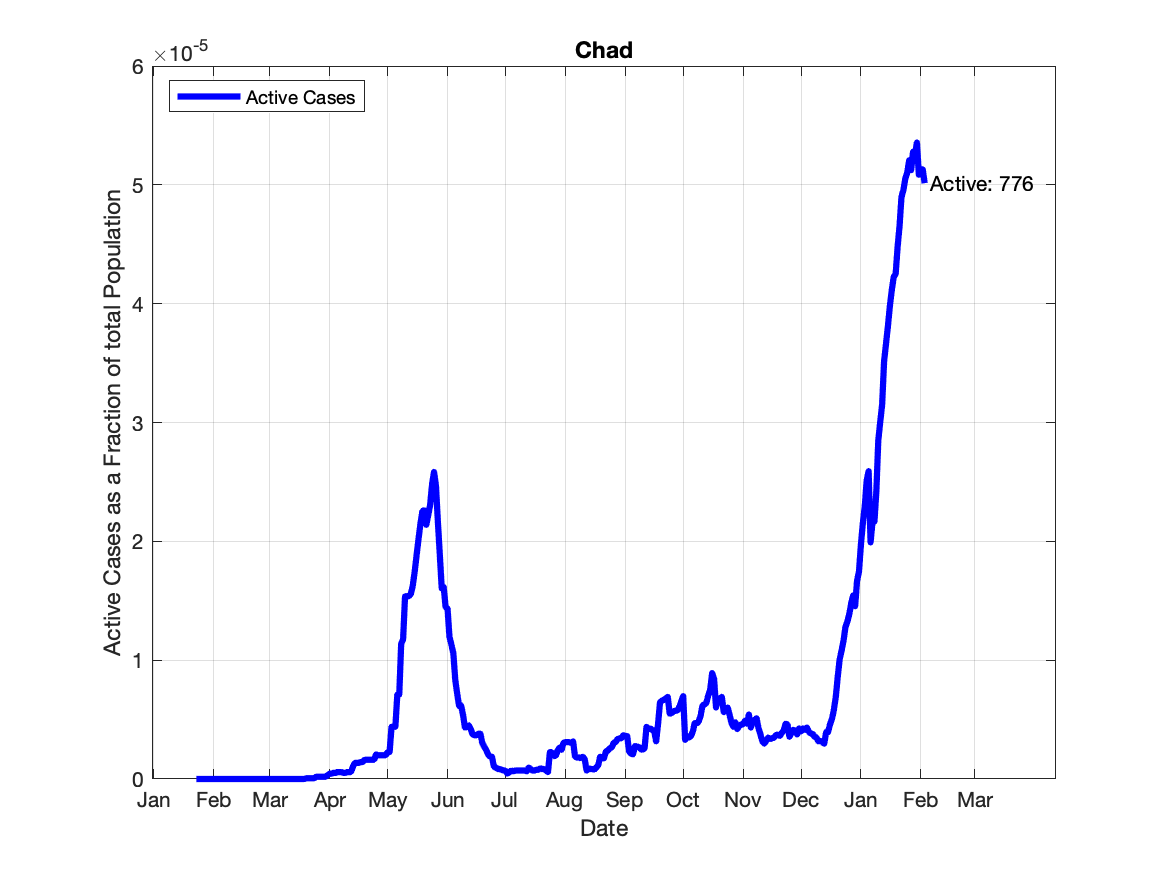 Chad
×10-5
Active Cases
6
5
4
3
2
1
0
Active: 776
Active Cases as a Fraction of total Population
Jan Feb Mar Apr May Jun Jul Aug Sep Oct Nov Dec Jan Feb Mar
Date